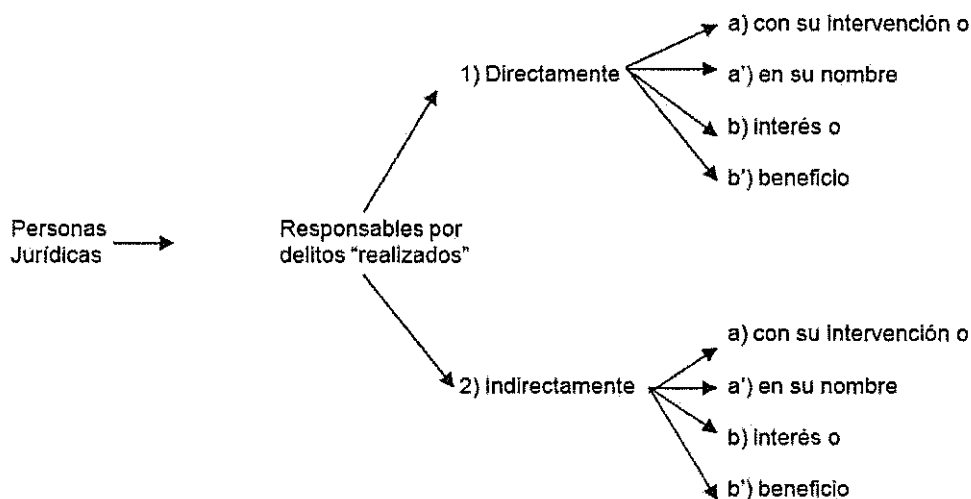 a) con su intervención o
1) Directamente
a') en su nombre
b) interés o
b') beneficio
Personas
Jurídicas
Responsables por
delitos "realizados"
a) con su intervención o
2) Indirectamente
a') en su nombre
b) interés o
b') beneficio